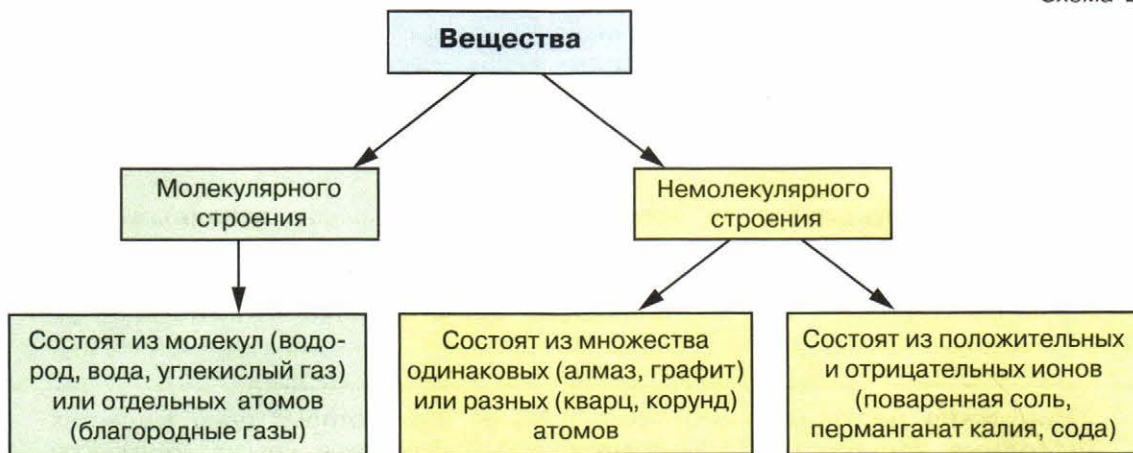 Схема
Вещества
Молекулярного
строения
Немолекулярного
строения
Состоят из молекул (водо-
род, вода, углекислый газ)
или отдельных атомов
(благородные газы)
Состоят из множества
одинаковых (алмаз, графит)
или разных (кварц, корунд)
атомов
Состоят из положительных
и отрицательных ионов
(поваренная соль,
перманганат калия, сода)